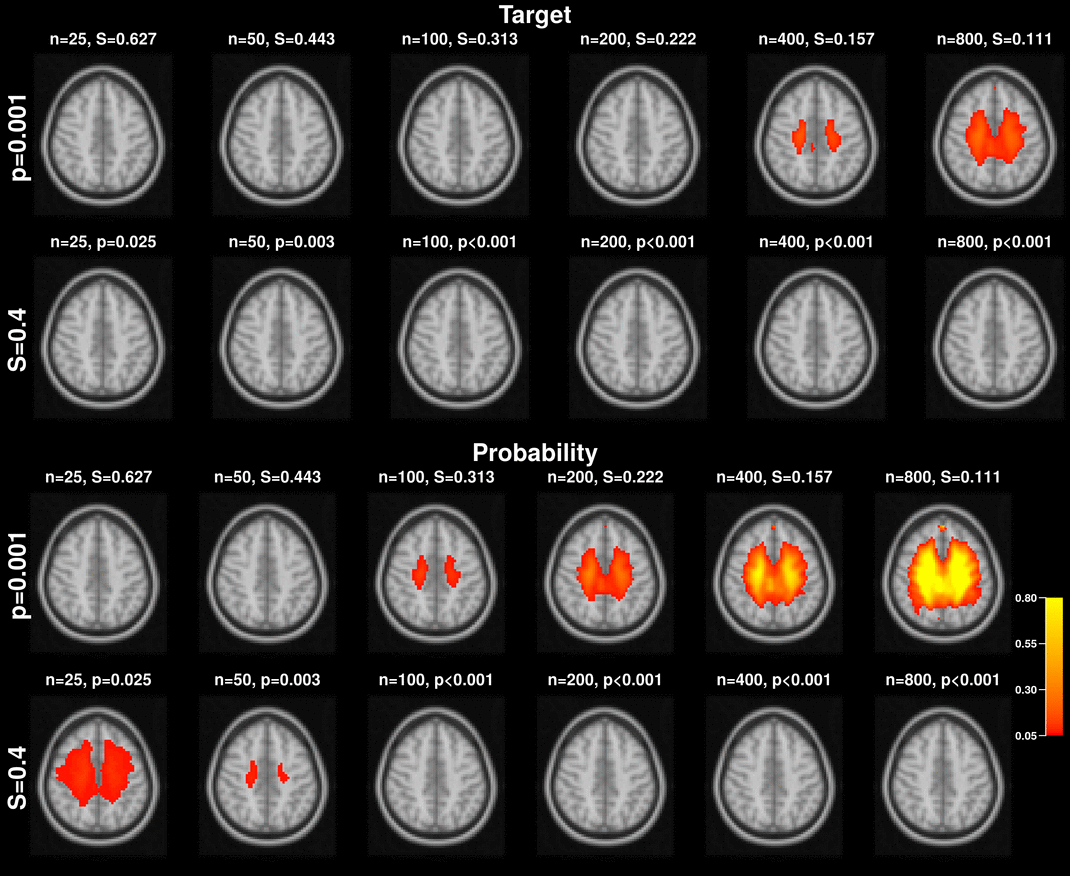 Target
n=25, S=0.627 n=50, S=0.443 n=100, S=0.313 n=200, S=0.222 n=400, S=0.157 n=800, S=0.111
p=0.001
n=25, p=0.025 n=50, p=0.003 n=100, p<0.001 n=200, p<0.001 n=400, p<0.001 n=800, p<0.001
S=0.4
Probability
n=25, S=0.627 n=50, S=0.443 n=100, S=0.313 n=200, S=0.222 n=400, S=0.157 n=800, S=0.111
p=0.001
0.80
0.55
0.30
0.05
n=25, p=0.025 n=50, p=0.003 n=100, p<0.001 n=200, p<0.001 n=400, p<0.001 n=800, p<0.001
S=0.4